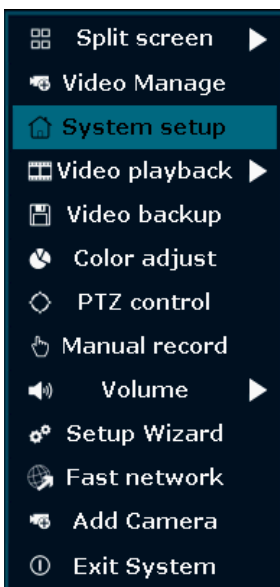 Split screen
Video Manage
System setup
Video playback
Video backup
Color adjust
PTZ control
Manual record
Volume
Setup Wizard
Fast network
Add Camera
Exit System